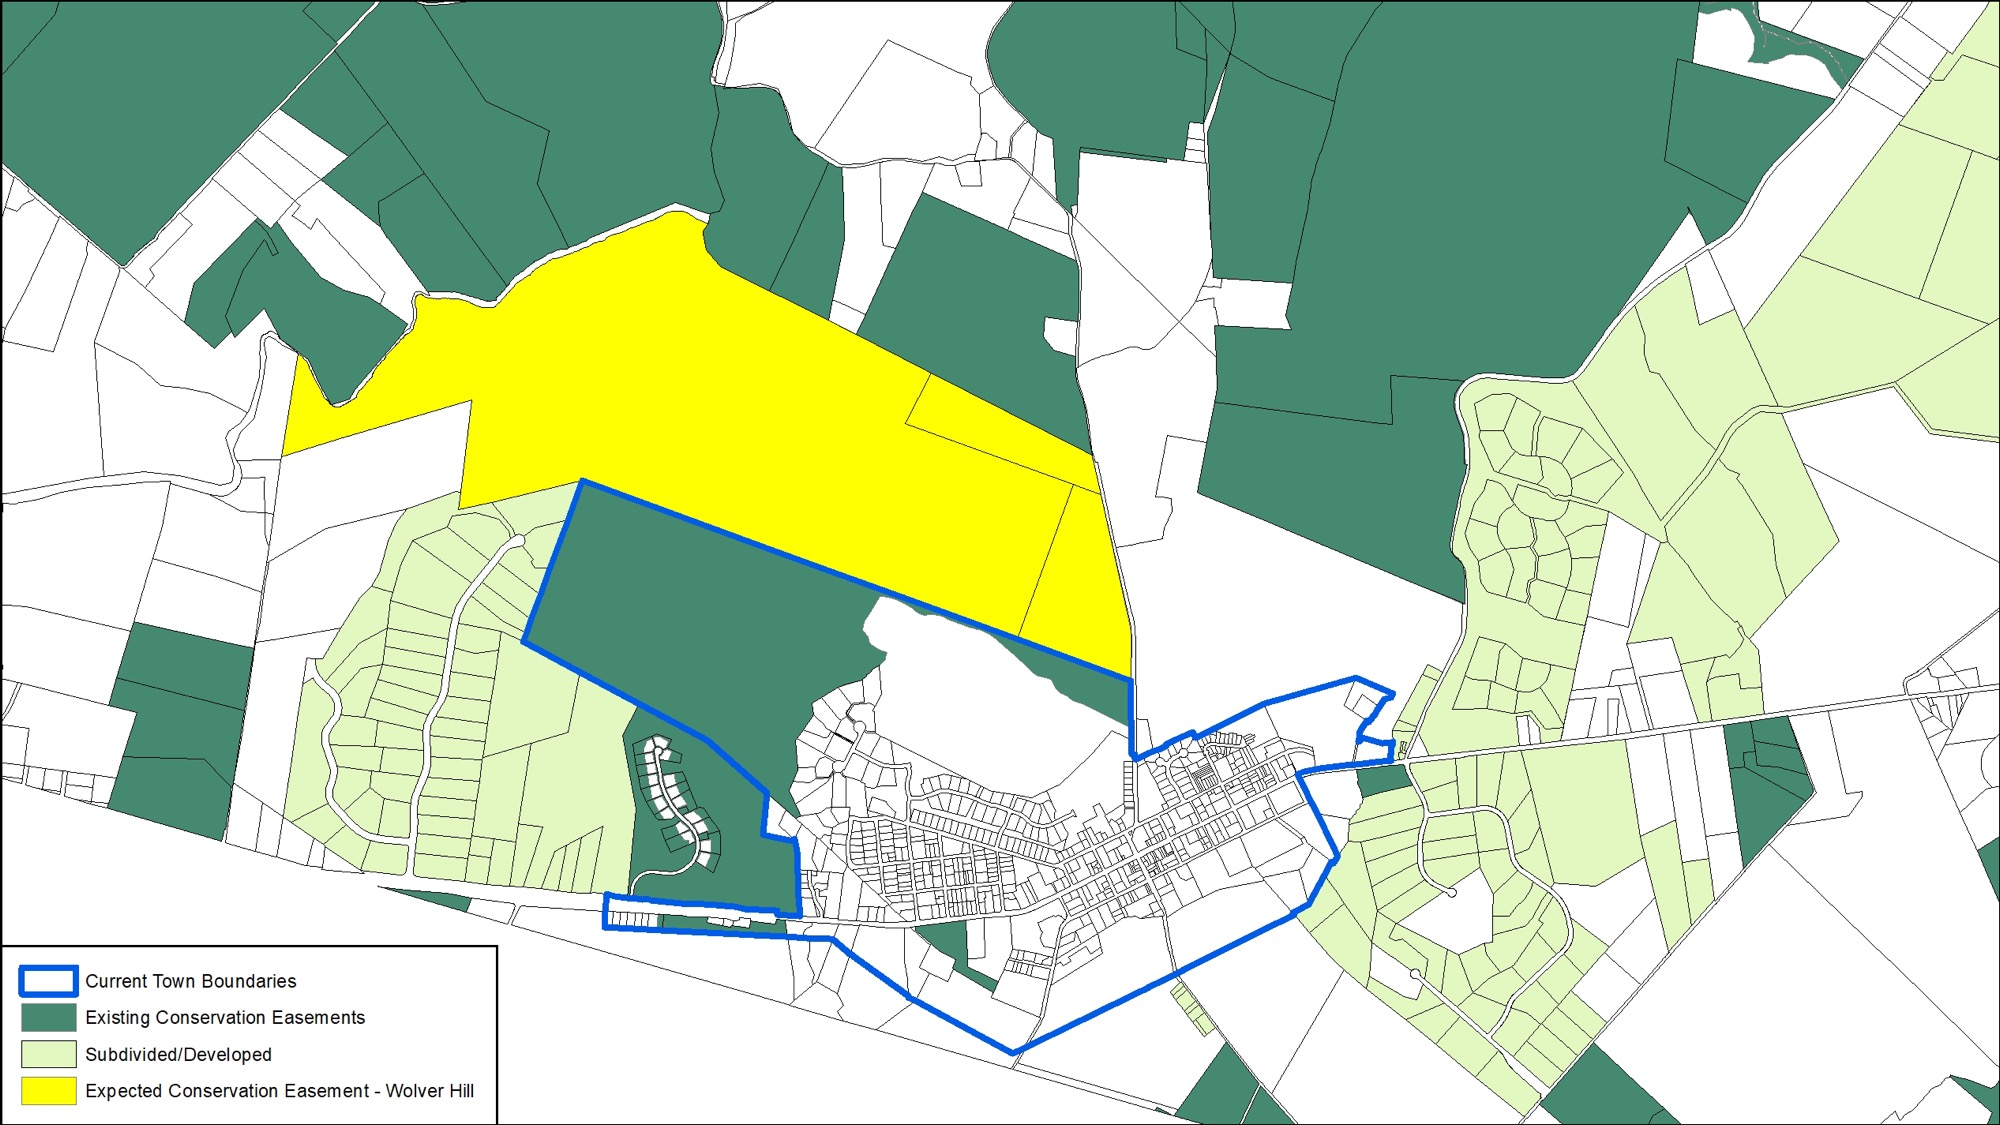 Current Town Boundaries
Existing Conservation Easements
Subdivided/Developed
Expected Conservation Easement - Wolver Hill